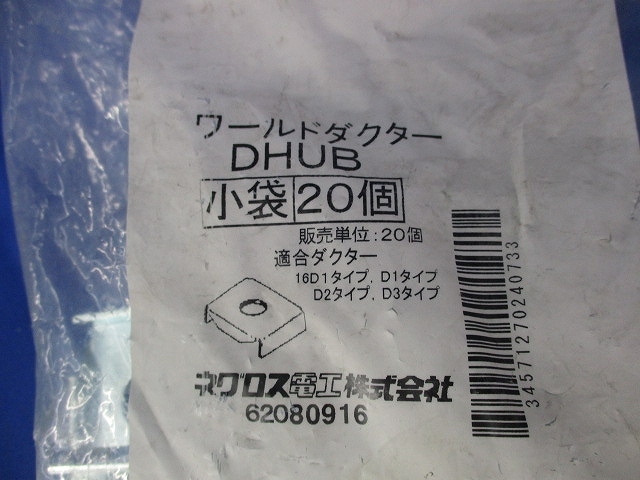 ワールドダクター
DHUB
小袋 20個
販売単位:20個
適合ダクター
16D1タイプ, D1タイプ
D2タイプ, D3タイプ
ネグロス電工株式会社
62080916
3457127024073​3